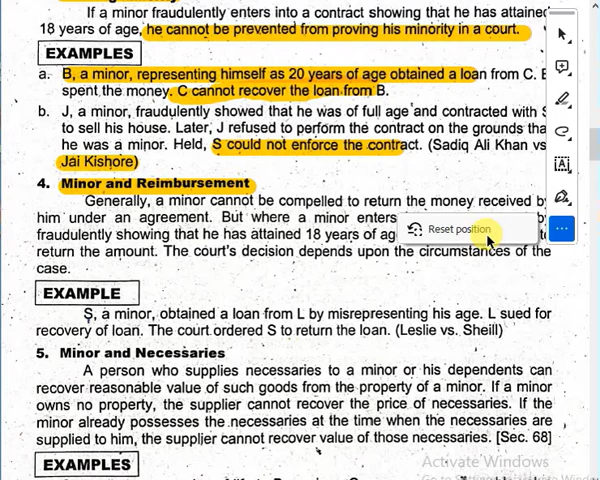 If a minor fraudulently enters into a contract showing that he has attained
18 years of age, he cannot be prevented from proving his minority in a court.
EXAMPLES
a. B, a minor, representing himself as 20 years of age obtained a loan from C. B
spent the money. C cannot recover the loan from B.
b. J, a minor, fraudulently showed that he was of full age and contracted with S
to sell his house. Later, J refused to perform the contract on the grounds tha
he was a minor. Held, S could not enforce the contract. (Sadiq Ali Khan vs
Jai Kishore)
4. Minor and Reimbursement
Generally, a minor cannot be compelled to return the money received by
him under an agreement. But where a minor enters by
fraudulently showing that he has attained 18 years of ag to
Reset position
return the amount. The court's decision depends upon the circumstances of the
case.
EXAMPLE
S, a minor, obtained a loan from L by misrepresenting his age. L sued for
recovery of loan. The court ordered S to return the loan. (Leslie vs. Sheill)
5. Minor and Necessaries
A person who supplies necessaries to a minor or his dependents can
recover reasonable value of such goods from the property of a minor. If a minor
owns no property, the supplier cannot recover the price of necessaries. If the
minor already possesses the necessaries at the time when the necessaries are
supplied to him, the supplier cannot recover value of those necessaries. [Sec. 68]
EXAMPLES
Activate Windows